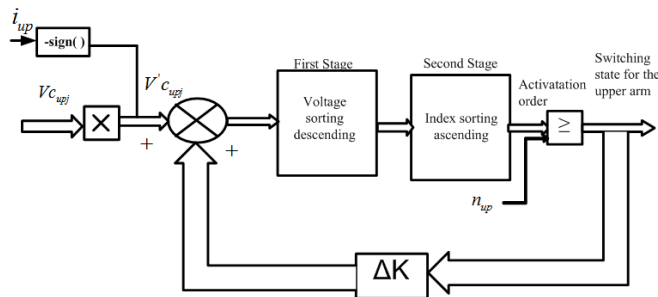 i_up
-sign( )
First Stage
Second Stage
Switching
state for the
upper arm
Activatation
order
Vc_upj
V'c_upj
Voltage
sorting
descending
Index sorting
ascending
×
≥
+
+
n_up
ΔK